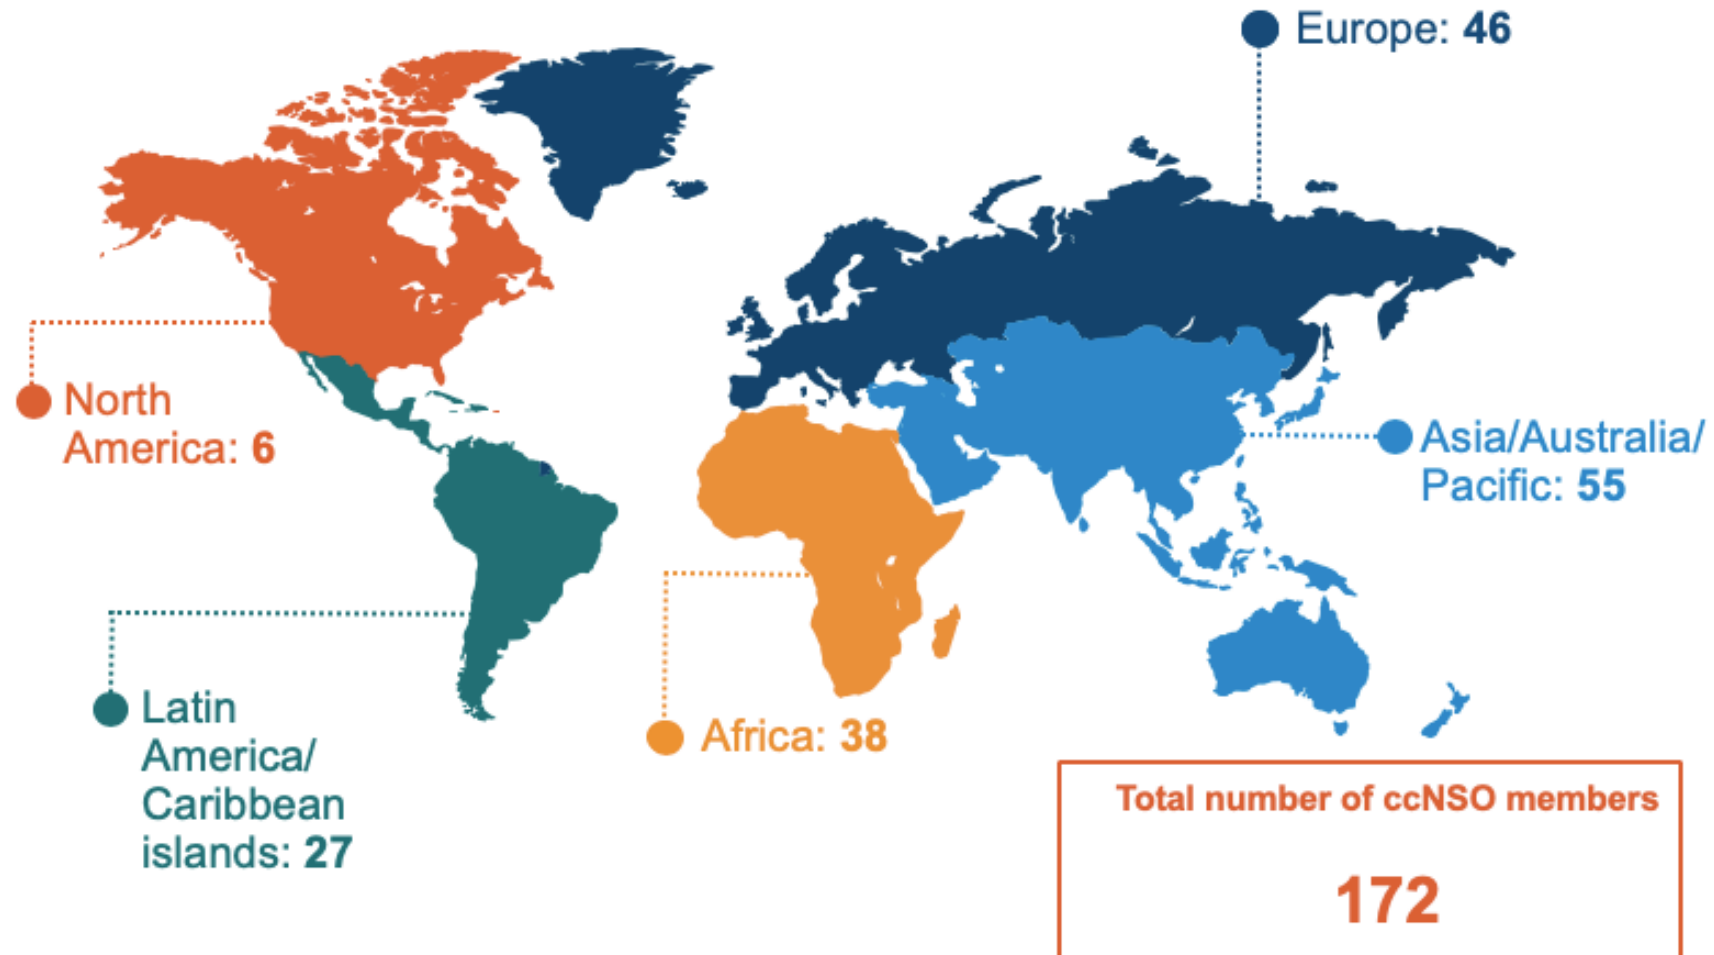 Europe: 46
North
America: 6
Asia/Australia/
Pacific: 55
Latin
America/
Caribbean
islands: 27
Africa: 38
Total number of ccNSO members
172